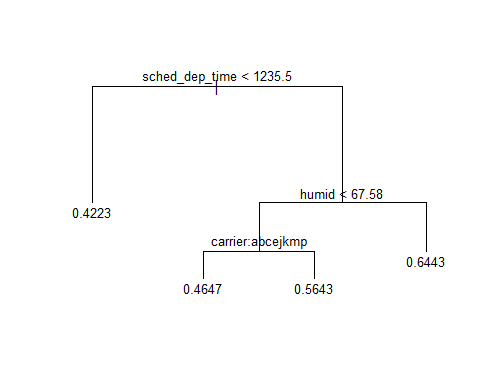 sched_dep_time < 1235.5
humid < 67.58
0.4223
carrier:abcejkmp
0.6443
0.4647
0.5643